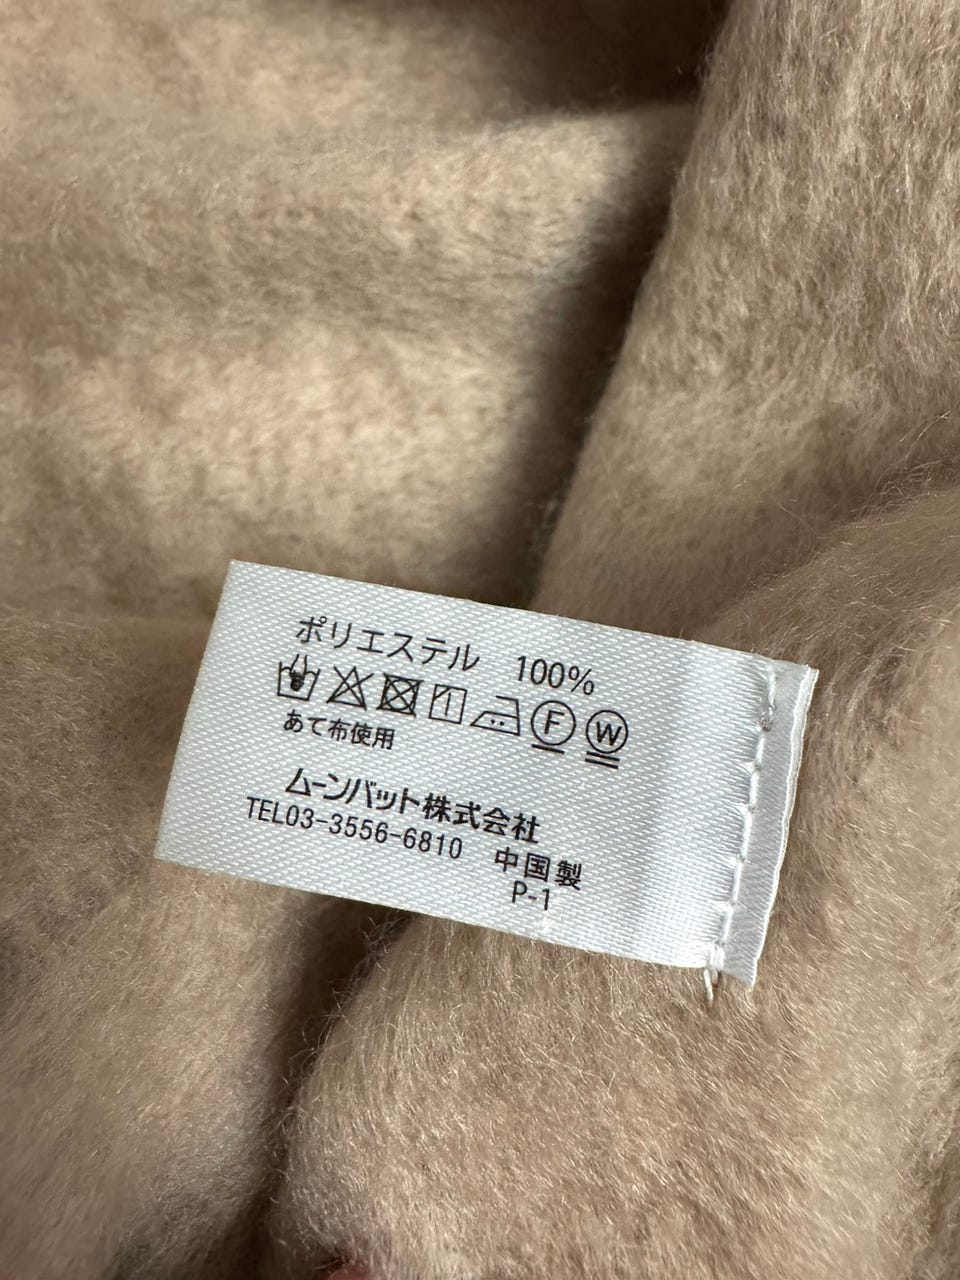 ポリエステル 100%
F W
あて布使用
ムーンバット株式会社
TEL03-3556-6810 中国製
P-1